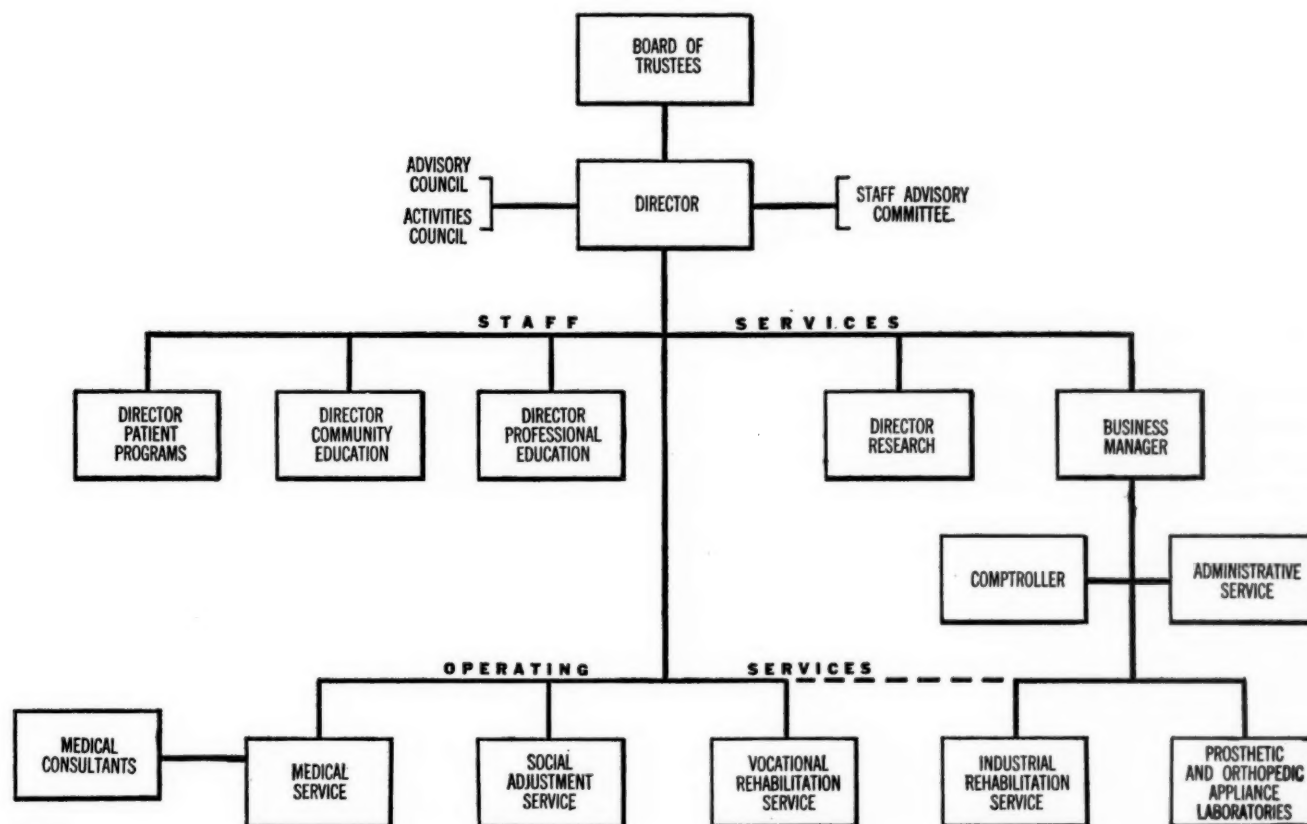 BOARD OF
TRUSTEES
ADVISORY
COUNCIL
ACTIVITIES
COUNCIL
DIRECTOR
STAFF ADVISORY
COMMITTEE.
STAFF SERVICES
DIRECTOR
PATIENT
PROGRAMS
DIRECTOR
COMMUNITY
EDUCATION
DIRECTOR
PROFESSIONAL
EDUCATION
DIRECTOR
RESEARCH
BUSINESS
MANAGER
COMPTROLLER
ADMINISTRATIVE
SERVICE
OPERATING SERVICES
MEDICAL
CONSULTANTS
MEDICAL
SERVICE
SOCIAL
ADJUSTMENT
SERVICE
VOCATIONAL
REHABILITATION
SERVICE
INDUSTRIAL
REHABILITATION
SERVICE
PROSTHETIC
AND ORTHOPEDIC
APPLIANCE
LABORATORIES